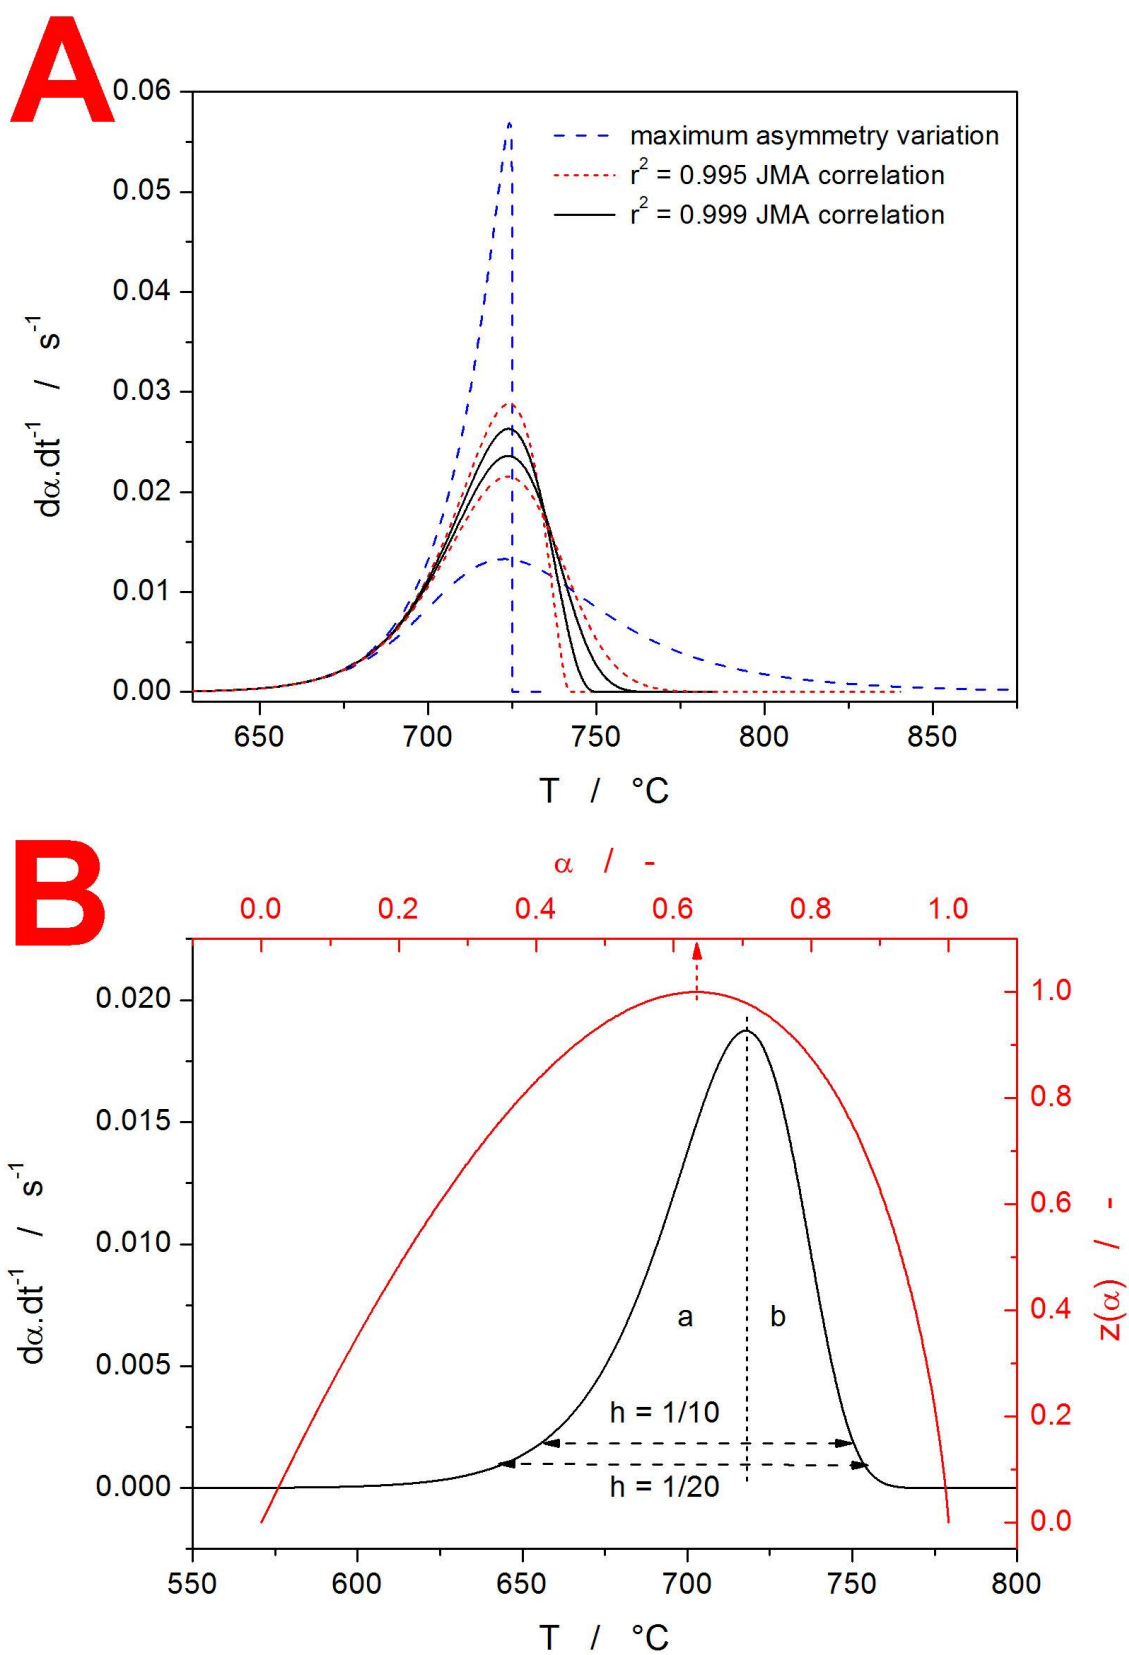 A
0.06
0.05
0.04
0.03
0.02
0.01
0.00
dα.dt⁻¹ / s⁻¹
maximum asymmetry variation
r² = 0.995 JMA correlation
r² = 0.999 JMA correlation
650 700 750 800 850
T / °C
B
α / -
0.0 0.2 0.4 0.6 0.8 1.0
0.020
0.015
0.010
0.005
0.000
dα.dt⁻¹ / s⁻¹
a b
h = 1/10
h = 1/20
1.0
0.8
0.6
0.4
0.2
0.0
z(α) / -
550 600 650 700 750 800
T / °C